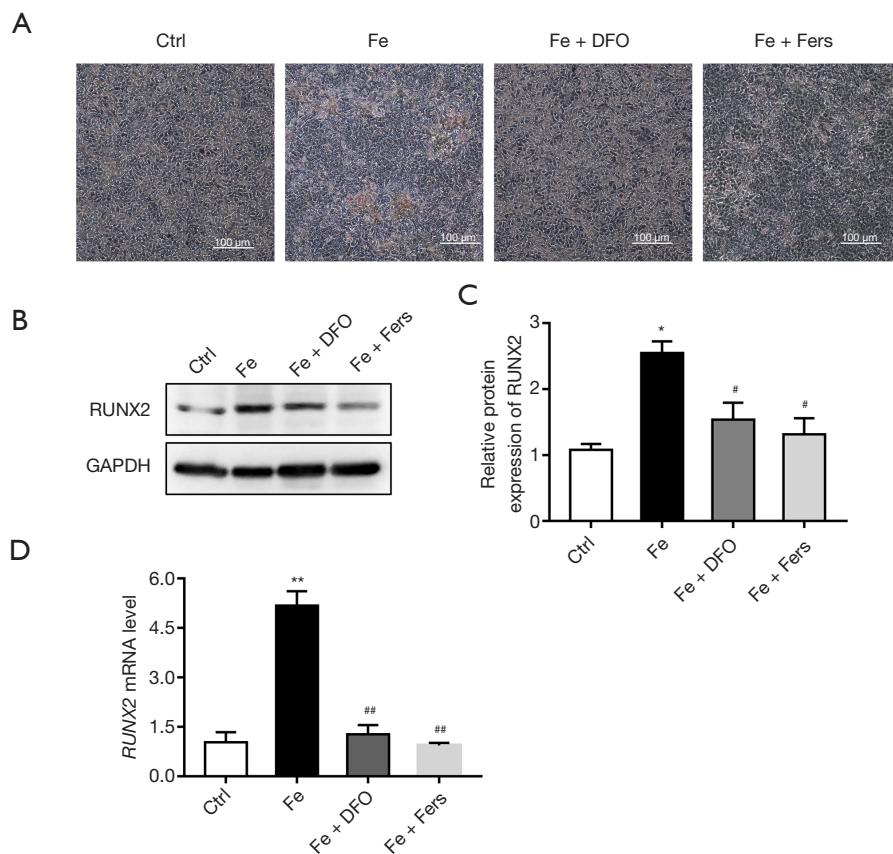 A
Ctrl
Fe
Fe + DFO
Fe + Fers
100 μm
100 μm
100 μm
100 μm
B
Ctrl
Fe
Fe + DFO
Fe + Fers
RUNX2
GAPDH
C
Relative protein
expression of RUNX2
3
2
1
0
*
#
#
Ctrl
Fe
Fe + DFO
Fe + Fers
D
RUNX2 mRNA level
6.0
4.5
3.0
1.5
0.0
**
##
##
Ctrl
Fe
Fe + DFO
Fe + Fers